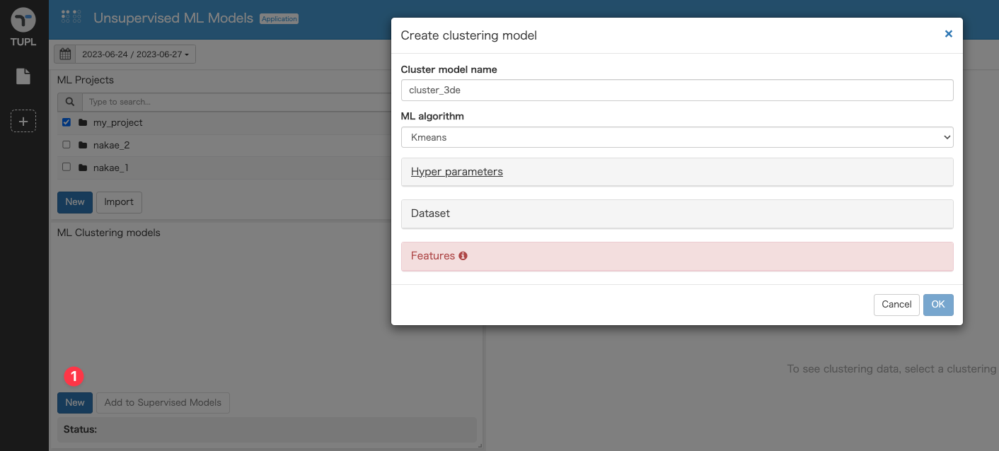 TUPL
Unsupervised ML Models Application
2023-06-24 / 2023-06-27
ML Projects
Type to search...
my_project
nakae_2
nakae_1
New Import
ML Clustering models
1
New Add to Supervised Models
Status:
Create clustering model
Cluster model name
cluster_3de
ML algorithm
Kmeans
Hyper parameters
Dataset
Features
Cancel OK
To see clustering data, select a clustering